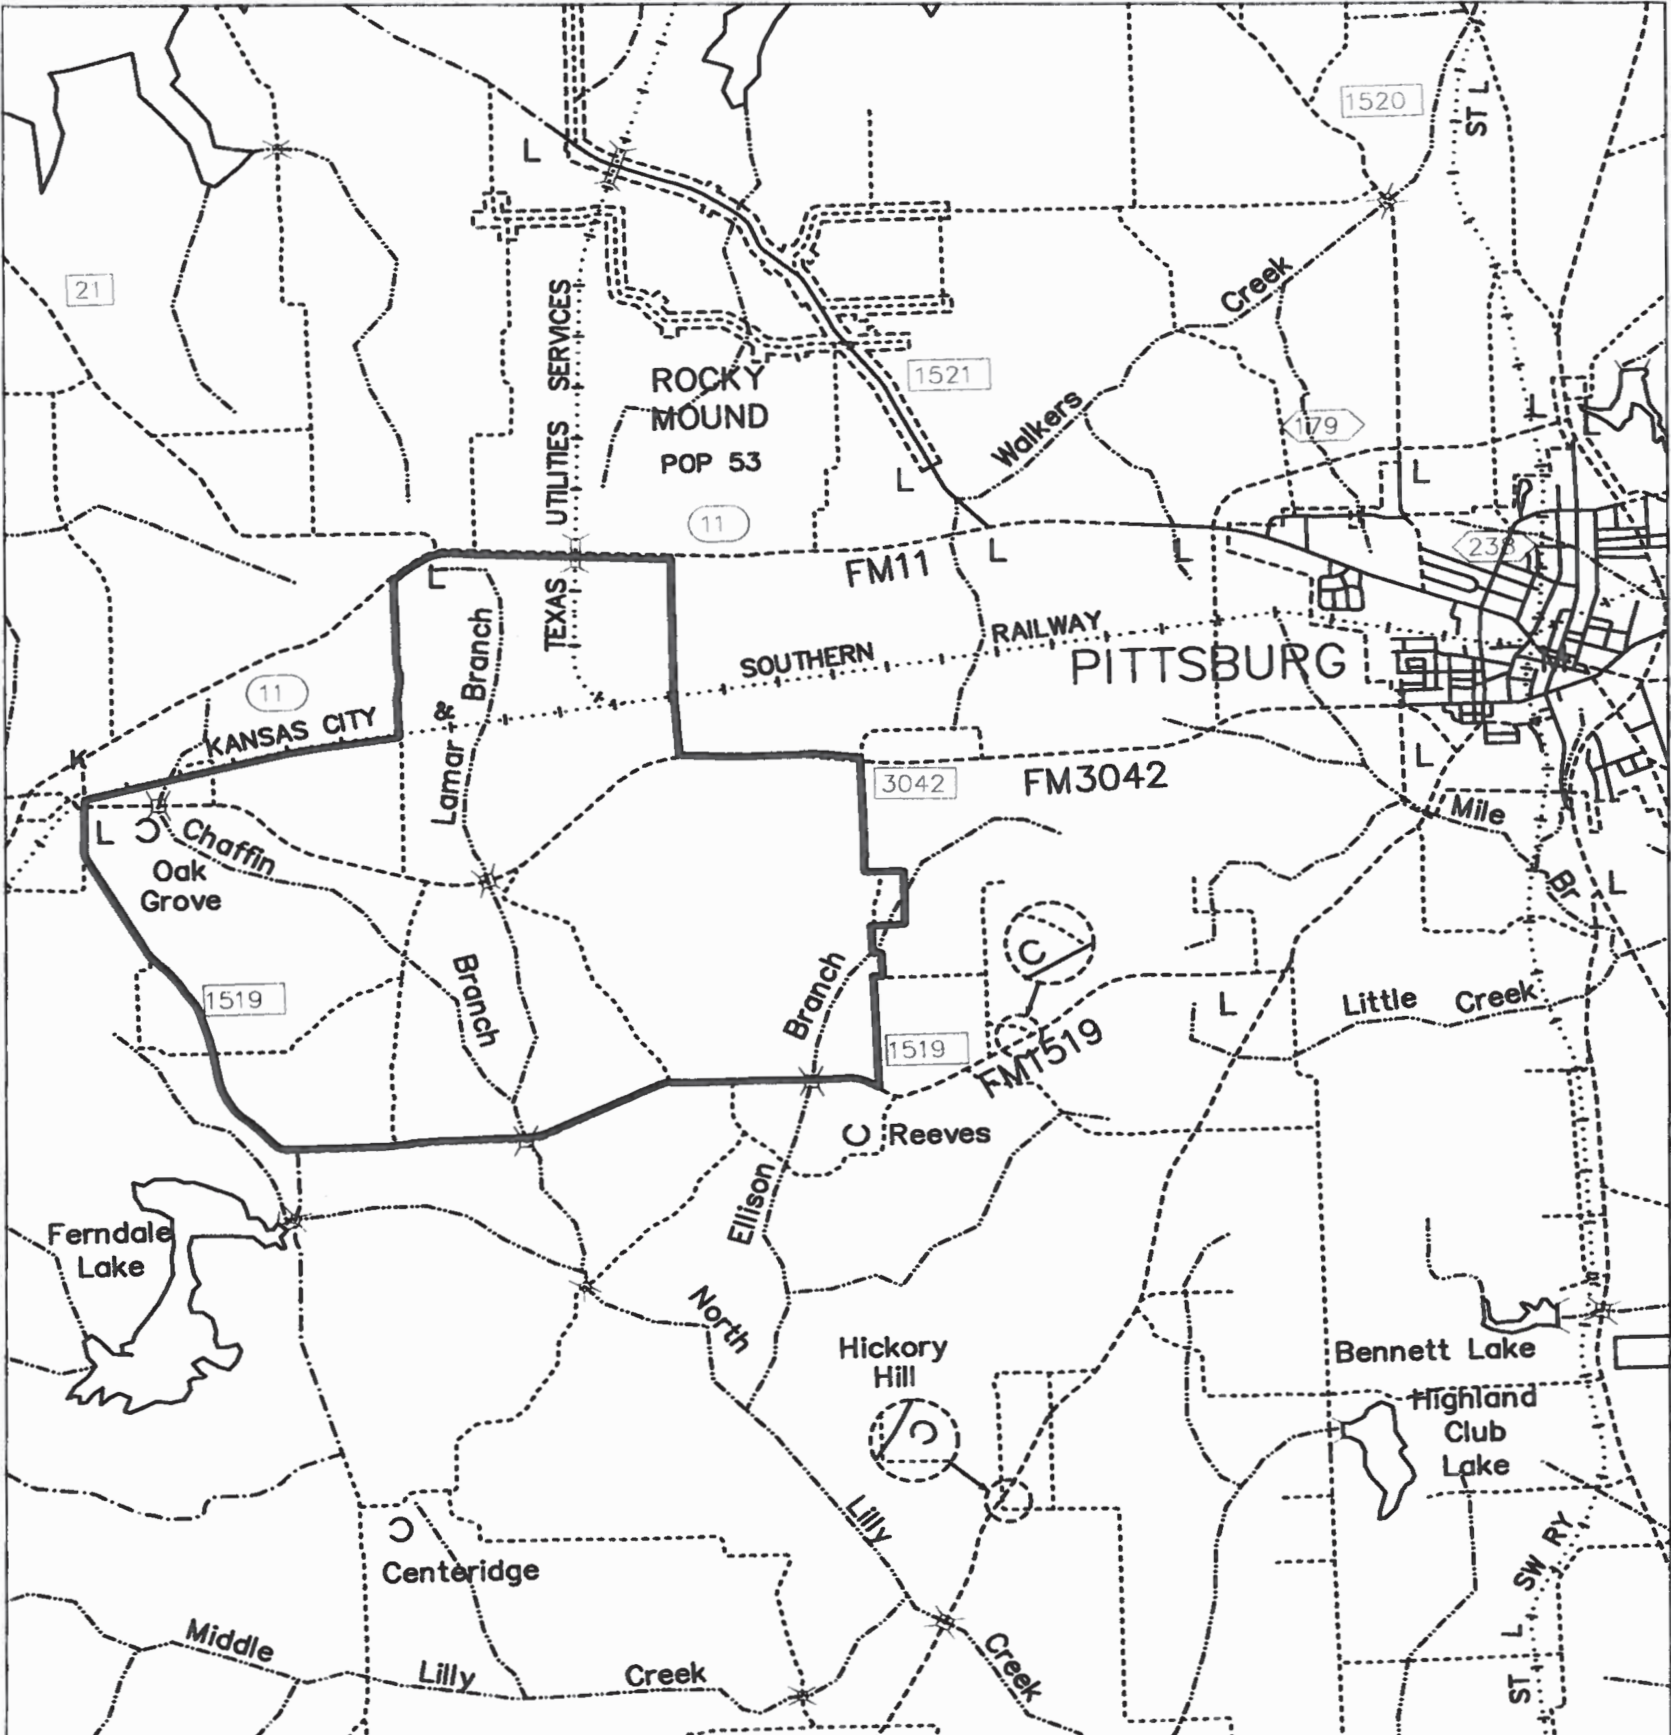 1520
ST L
L
21
Creek
TEXAS UTILITIES SERVICES
ROCKY
MOUND
POP 53
1521
179
Walkers
L
L
L
L
11
L
L
L
FM11
238
L
Lamar Branch
SOUTHERN
RAILWAY
PITTSBURG
11
KANSAS CITY
&
L
3042
FM3042
Mile
Br
L
L
Chaffin
Oak
Grove
C
C
Branch
Branch
1519
L
Little Creek
1519
FM1519
C
Reeves
Ellison
Ferndale
Lake
North
Hickory
Hill
C
Bennett Lake
Highland
Club
Lake
Lilly
C
Centeridge
SW RY
ST L
Middle
Lilly
Creek
Creek